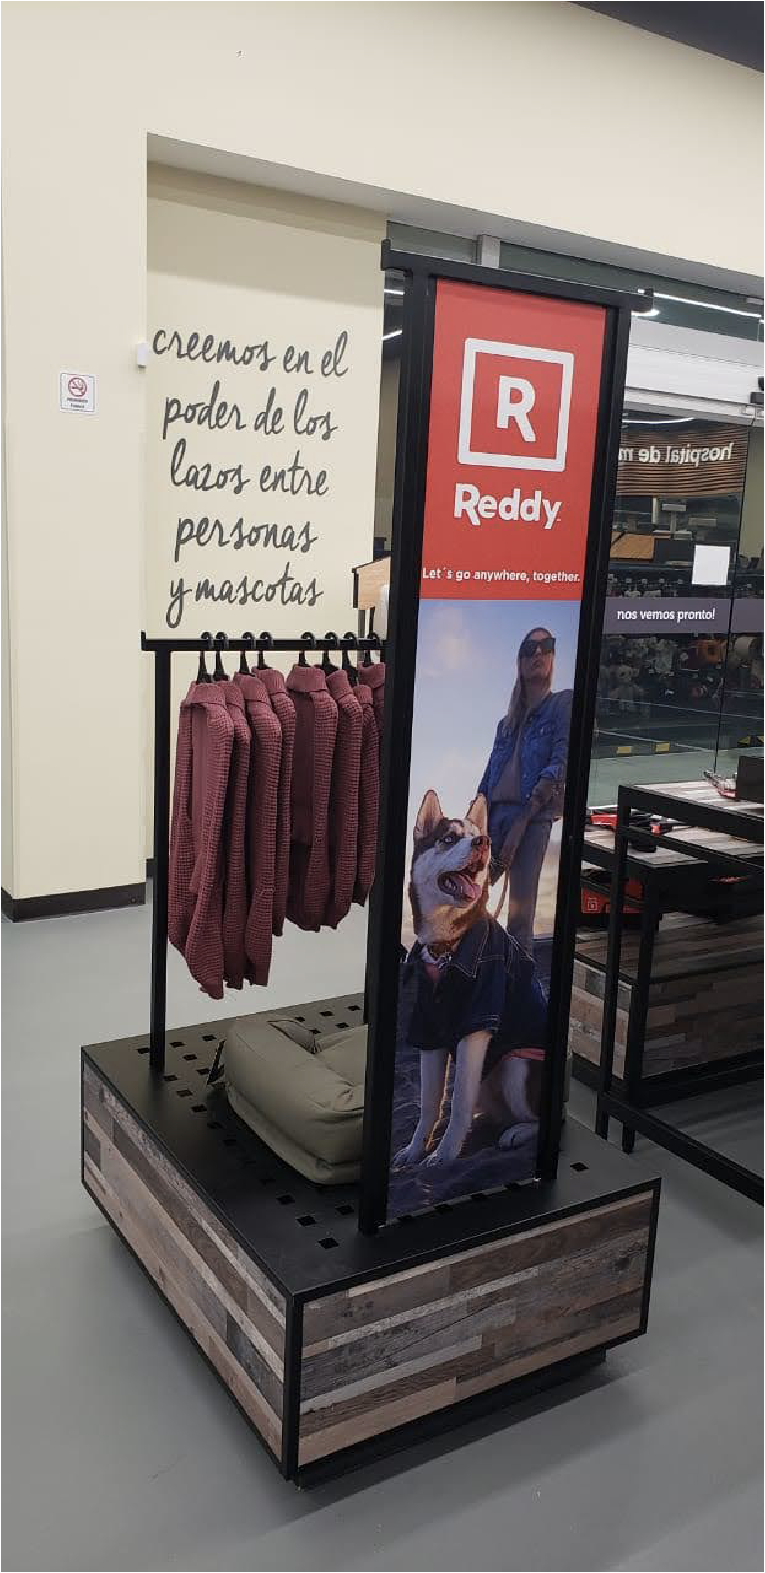 creemos en el
poder de los
lazos entre
personas
y mascotas
R
Reddy
Let´s go anywhere, together.
hospital de m
nos vemos pronto!